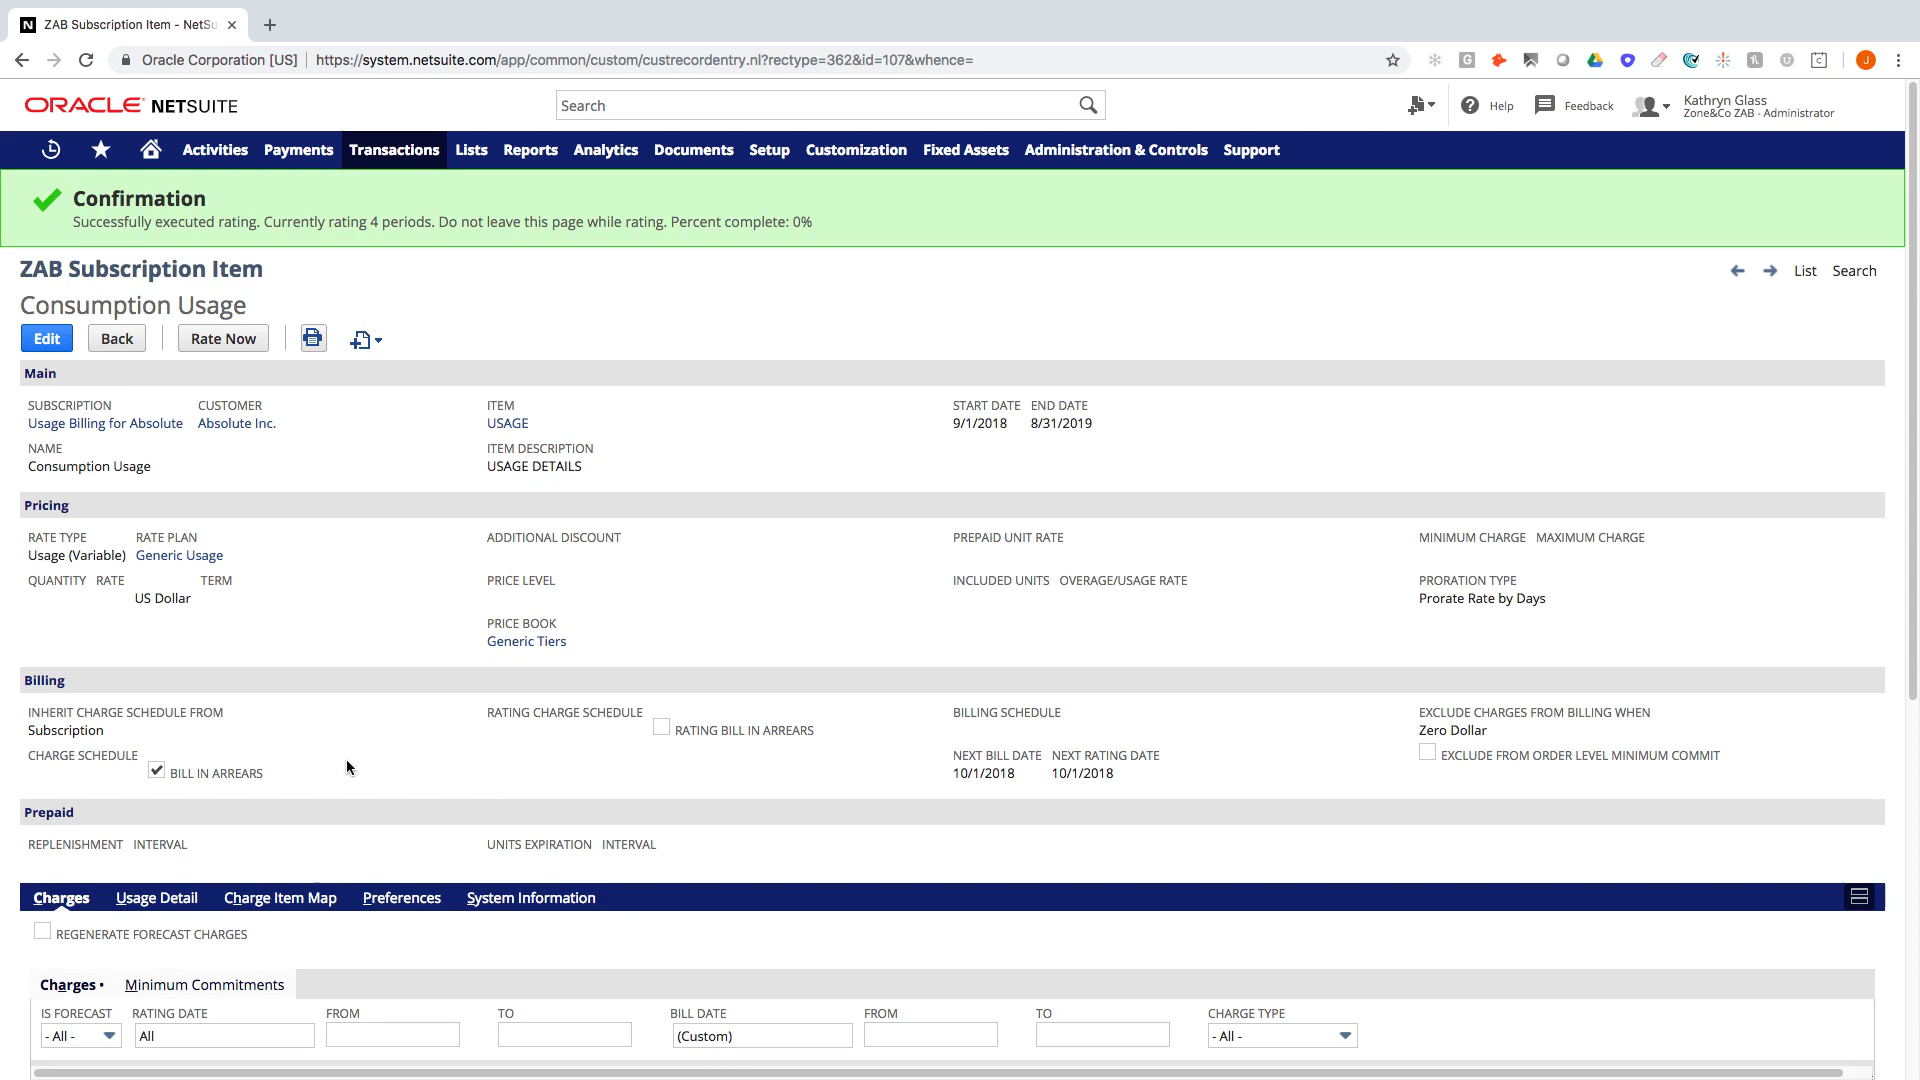 ZAB Subscription Item - NetSu
Oracle Corporation [US] https://system.netsuite.com/app/common/custom/custrecordentry.nl?rectype=362&id=107&whence=
ORACLE NETSUITE
Search
Help
Feedback
Kathryn Glass
Zone&Co ZAB - Administrator
Activities Payments Transactions Lists Reports Analytics Documents Setup Customization Fixed Assets Administration & Controls Support
Confirmation
Successfully executed rating. Currently rating 4 periods. Do not leave this page while rating. Percent complete: 0%
ZAB Subscription Item
List Search
Consumption Usage
Edit Back Rate Now
Main
SUBSCRIPTION CUSTOMER ITEM START DATE END DATE
Usage Billing for Absolute Absolute Inc. USAGE 9/1/2018 8/31/2019
NAME ITEM DESCRIPTION
Consumption Usage USAGE DETAILS
Pricing
RATE TYPE RATE PLAN ADDITIONAL DISCOUNT PREPAID UNIT RATE MINIMUM CHARGE MAXIMUM CHARGE
Usage (Variable) Generic Usage
QUANTITY RATE TERM PRICE LEVEL INCLUDED UNITS OVERAGE/USAGE RATE PRORATION TYPE
US Dollar Prorate Rate by Days
PRICE BOOK
Generic Tiers
Billing
INHERIT CHARGE SCHEDULE FROM RATING CHARGE SCHEDULE BILLING SCHEDULE EXCLUDE CHARGES FROM BILLING WHEN
Subscription RATING BILL IN ARREARS Zero Dollar
CHARGE SCHEDULE NEXT BILL DATE NEXT RATING DATE EXCLUDE FROM ORDER LEVEL MINIMUM COMMIT
BILL IN ARREARS 10/1/2018 10/1/2018
Prepaid
REPLENISHMENT INTERVAL UNITS EXPIRATION INTERVAL
Charges Usage Detail Charge Item Map Preferences System Information
REGENERATE FORECAST CHARGES
Charges • Minimum Commitments
IS FORECAST RATING DATE FROM TO BILL DATE FROM TO CHARGE TYPE
- All - All (Custom) - All -